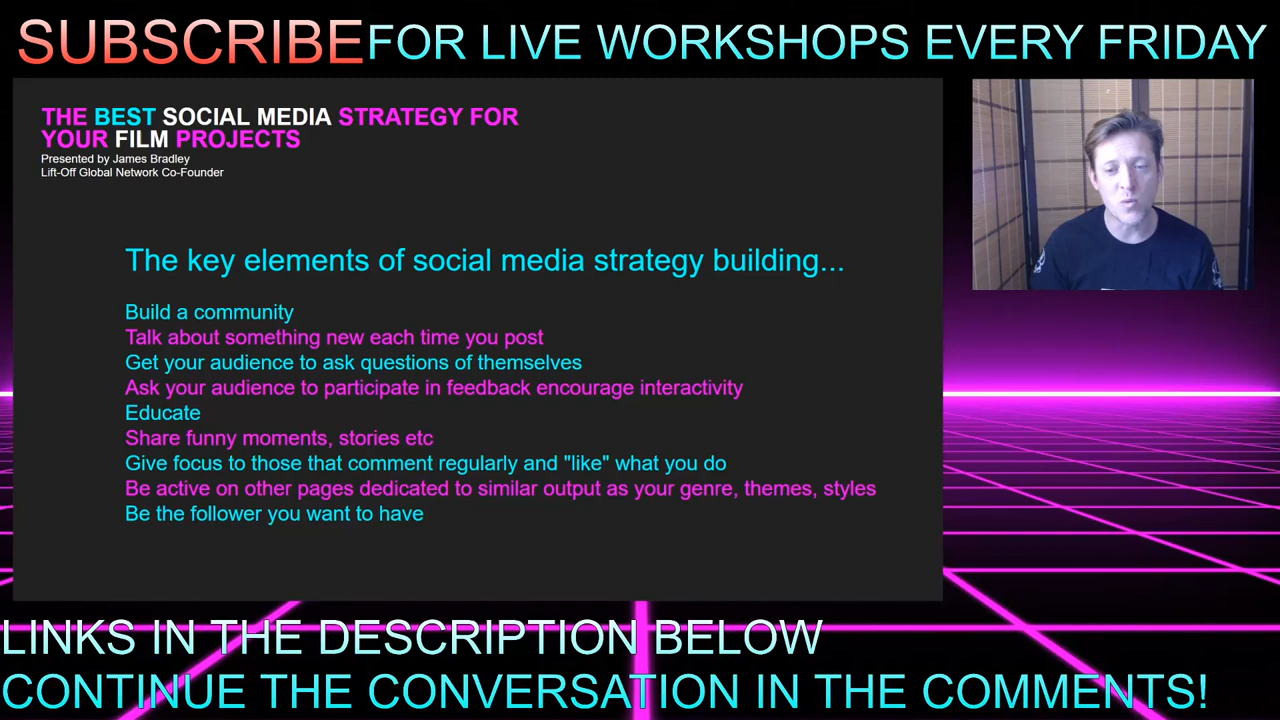 SUBSCRIBE FOR LIVE WORKSHOPS EVERY FRIDAY
THE BEST SOCIAL MEDIA STRATEGY FOR
YOUR FILM PROJECTS
Presented by James Bradley
Lift-Off Global Network Co-Founder
The key elements of social media strategy building...
Build a community
Talk about something new each time you post
Get your audience to ask questions of themselves
Ask your audience to participate in feedback encourage interactivity
Educate
Share funny moments, stories etc
Give focus to those that comment regularly and "like" what you do
Be active on other pages dedicated to similar output as your genre, themes, styles
Be the follower you want to have
LINKS IN THE DESCRIPTION BELOW
CONTINUE THE CONVERSATION IN THE COMMENTS!